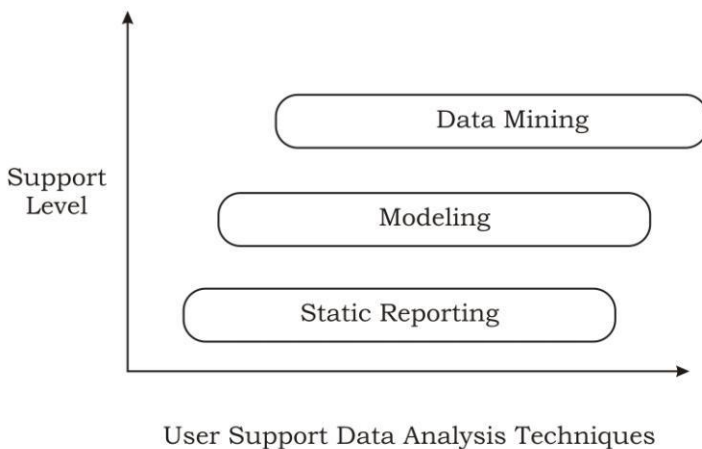 Data Mining
Support
Level
Modeling
Static Reporting
User Support Data Analysis Techniques